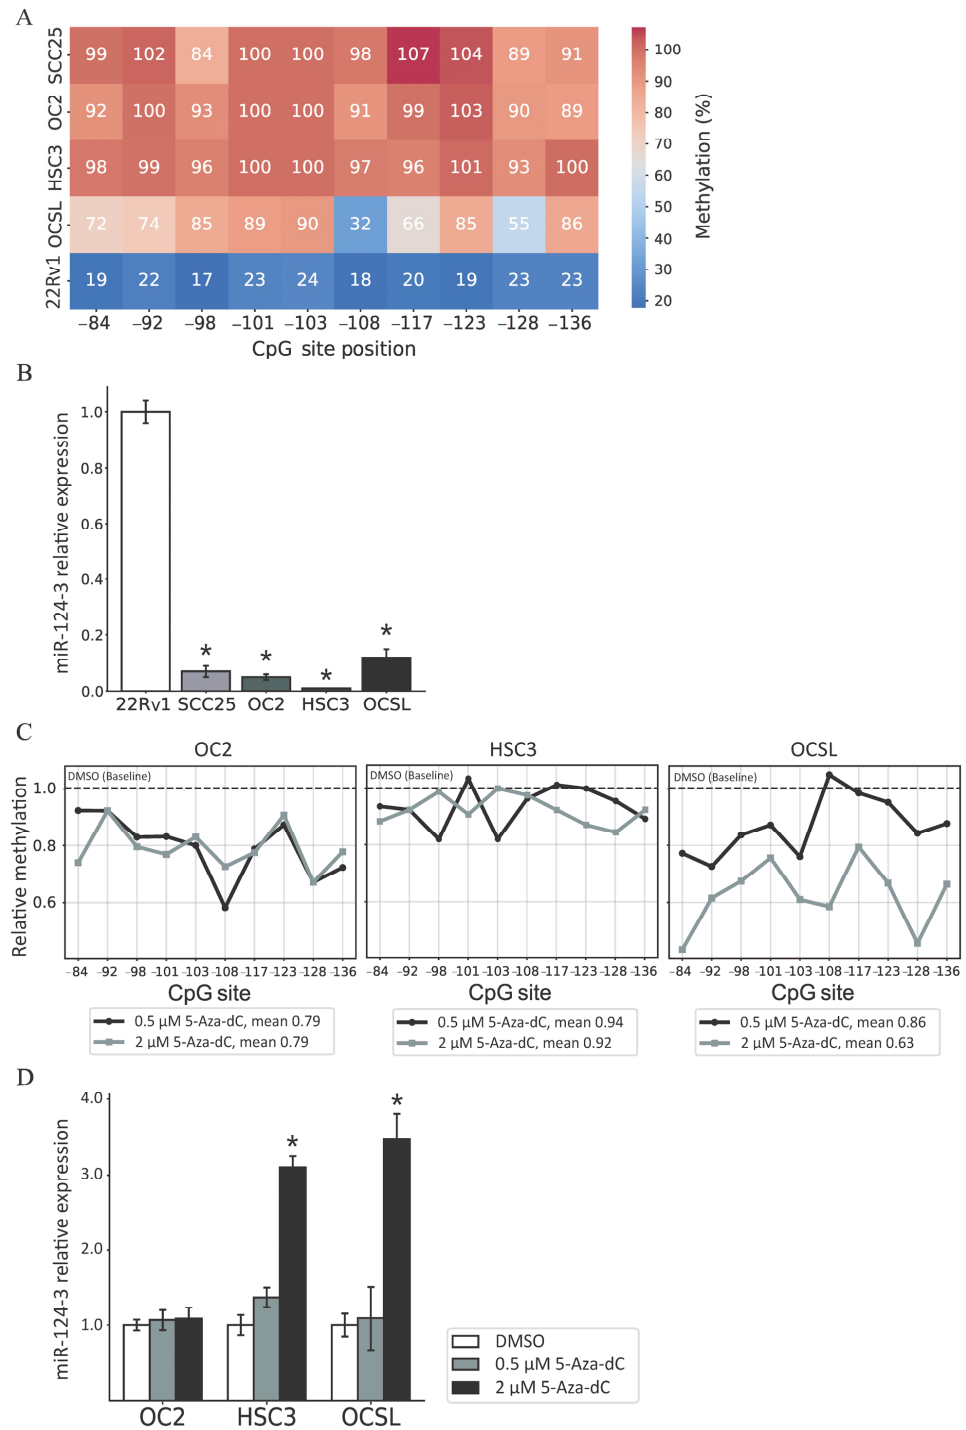 A
SCC25 99 102 84 100 100 98 107 104 89 91
OC2 92 100 93 100 100 91 99 103 90 89
HSC3 98 99 96 100 100 97 96 101 93 100
OCSL 72 74 85 89 90 32 66 85 55 86
22Rv1 19 22 17 23 24 18 20 19 23 23
−84 −92 −98 −101 −103 −108 −117 −123 −128 −136
CpG site position
100
90
80
70
60
50
40
30
20
Methylation (%)
B
miR-124-3 relative expression
1.0
0.8
0.6
0.4
0.2
0.0
* * * *
22Rv1 SCC25 OC2 HSC3 OCSL
C
OC2 HSC3 OCSL
DMSO (Baseline) DMSO (Baseline) DMSO (Baseline)
Relative methylation
1.0 1.0 1.0
0.8 0.8 0.8
0.6 0.6 0.6
−84 −92 −98 −101 −103 −108 −117 −123 −128 −136
−84 −92 −98 −101 −103 −108 −117 −123 −128 −136
−84 −92 −98 −101 −103 −108 −117 −123 −128 −136
CpG site CpG site CpG site
0.5 µM 5-Aza-dC, mean 0.79
2 µM 5-Aza-dC, mean 0.79
0.5 µM 5-Aza-dC, mean 0.94
2 µM 5-Aza-dC, mean 0.92
0.5 µM 5-Aza-dC, mean 0.86
2 µM 5-Aza-dC, mean 0.63
D
miR-124-3 relative expression
4.0
3.0
2.0
1.0
* *
OC2 HSC3 OCSL
DMSO
0.5 µM 5-Aza-dC
2 µM 5-Aza-dC